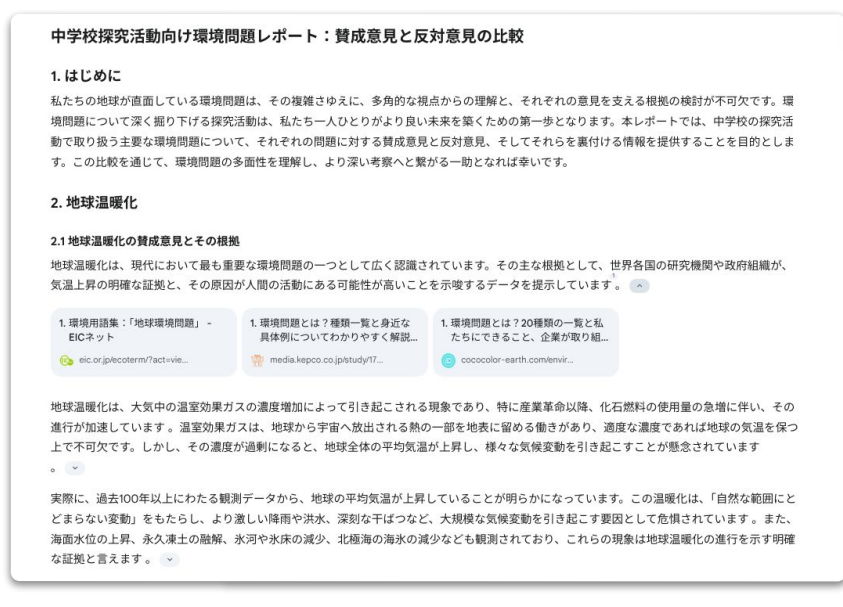 中学校探究活動向け環境問題レポート：賛成意見と反対意見の比較
1. はじめに
私たちの地球が直面している環境問題は、その複雑さゆえに、多角的な視点からの理解と、それぞれの意見を支える根拠の検討が不可欠です。環
境問題について深く掘り下げる探究活動は、私たち一人ひとりがより良い未来を築くための第一歩となります。本レポートでは、中学校の探究活
動で取り扱う主要な環境問題について、それぞれの問題に対する賛成意見と反対意見、そしてそれらを裏付ける情報を提供することを目的としま
す。この比較を通じて、環境問題の多面性を理解し、より深い考察へと繋がる一助となれば幸いです。
2. 地球温暖化
2.1 地球温暖化の賛成意見とその根拠
地球温暖化は、現代において最も重要な環境問題の一つとして広く認識されています。その主な根拠として、世界各国の研究機関や政府組織が、
気温上昇の明確な証拠と、その原因が人間の活動にある可能性が高いことを示唆するデータを提示しています 1。
1. 環境用語集：「地球環境問題」 -
EICネット
eic.or.jp/ecoterm/?act=vie...
1. 環境問題とは？種類一覧と身近な
具体例についてわかりやすく解説...
media.kepco.co.jp/study/17...
1. 環境問題とは？20種類の一覧と私
たちにできること、企業が取り組...
cococolor-earth.com/envir...
地球温暖化は、大気中の温室効果ガスの濃度増加によって引き起こされる現象であり、特に産業革命以降、化石燃料の使用量の急増に伴い、その
進行が加速しています 。温室効果ガスは、地球から宇宙へ放出される熱の一部を地表に留める働きがあり、適度な濃度であれば地球の気温を保つ
上で不可欠です。しかし、その濃度が過剰になると、地球全体の平均気温が上昇し、様々な気候変動を引き起こすことが懸念されています
。
実際に、過去100年以上にわたる観測データから、地球の平均気温が上昇していることが明らかになっています。この温暖化は、「自然な範囲にと
どまらない変動」をもたらし、より激しい降雨や洪水、深刻な干ばつなど、大規模な気候変動を引き起こす要因として危惧されています 。また、
海面水位の上昇、永久凍土の融解、氷河や氷床の減少、北極海の海氷の減少なども観測されており、これらの現象は地球温暖化の進行を示す明確
な証拠と言えます 。